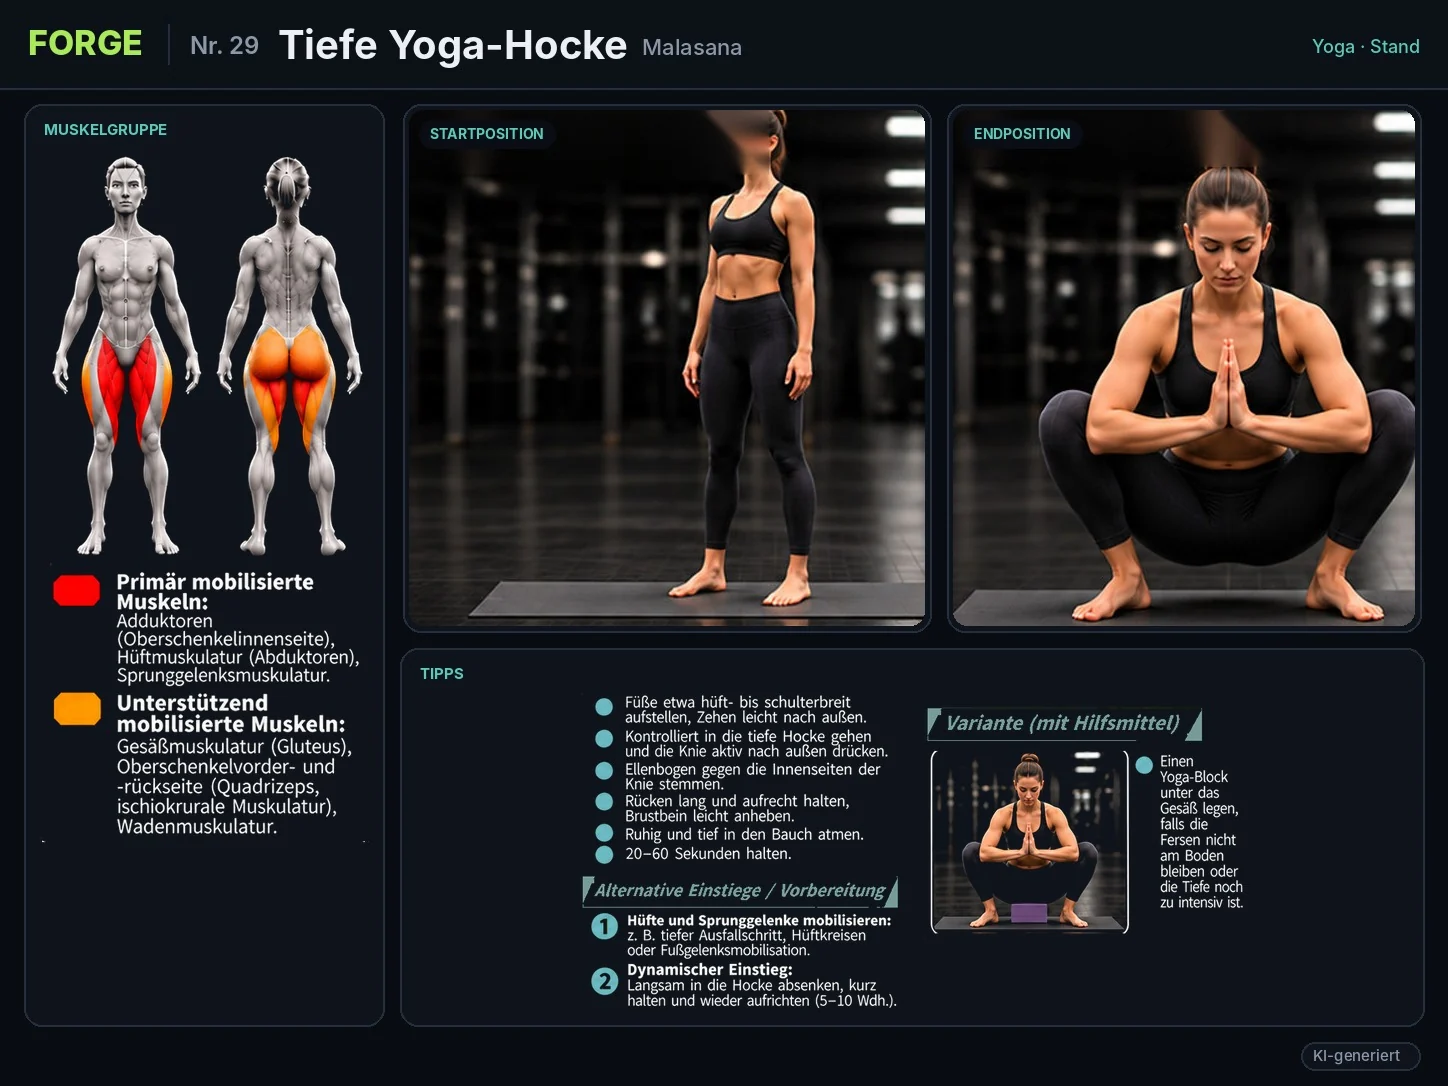 FORGE
Nr. 29
Tiefe Yoga-Hocke
Malasana
Yoga · Stand
MUSKELGRUPPE
Primär mobilisierte
Muskeln:
Adduktoren
(Oberschenkelinnenseite),
Hüftmuskulatur (Abduktoren),
Sprunggelenksmuskulatur.
Unterstützend
mobilisierte Muskeln:
Gesäßmuskulatur (Gluteus),
Oberschenkelvorder- und
-rückseite (Quadrizeps,
ischiokrurale Muskulatur),
Wadenmuskulatur.
STARTPOSITION
ENDPOSITION
TIPPS
Füße etwa hüft- bis schulterbreit
aufstellen, Zehen leicht nach außen.
Kontrolliert in die tiefe Hocke gehen
und die Knie aktiv nach außen drücken.
Ellenbogen gegen die Innenseiten der
Knie stemmen.
Rücken lang und aufrecht halten,
Brustbein leicht anheben.
Ruhig und tief in den Bauch atmen.
20–60 Sekunden halten.
Alternative Einstiege / Vorbereitung
1 Hüfte und Sprunggelenke mobilisieren:
z. B. tiefer Ausfallschritt, Hüftkreisen
oder Fußgelenksmobilisation.
2 Dynamischer Einstieg:
Langsam in die Hocke absenken, kurz
halten und wieder aufrichten (5–10 Wdh.).
Variante (mit Hilfsmittel)
Einen
Yoga-Block
unter das
Gesäß legen,
falls die
Fersen nicht
am Boden
bleiben oder
die Tiefe noch
zu intensiv ist.
KI-generiert